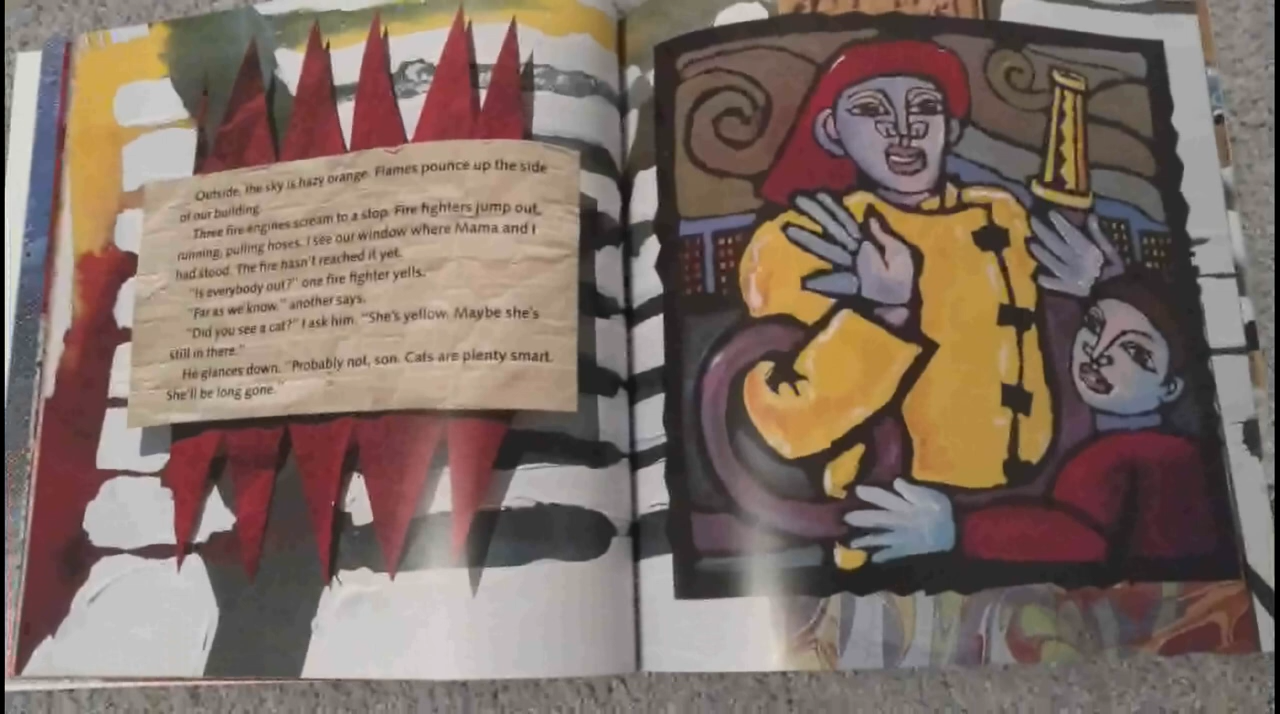 Outside, the sky is hazy orange. Flames pounce up the side
of our building.
Three fire engines scream to a stop. Fire fighters jump out,
running, pulling hoses. I see our window where Mama and I
had stood. The fire hasn't reached it yet.
"Is everybody out?" one fire fighter yells.
"Far as we know," another says.
"Did you see a cat?" I ask him. "She's yellow. Maybe she's
still in there."
He glances down. "Probably not, son. Cats are plenty smart.
She'll be long gone."